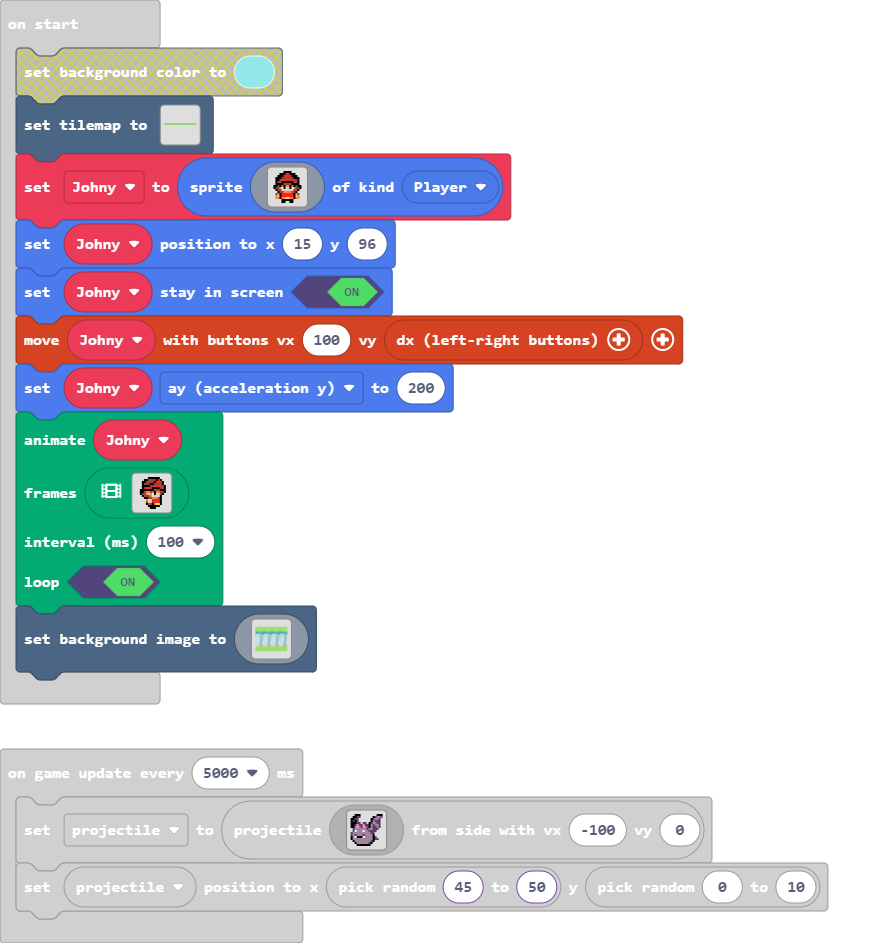 on start
set background color to
set tilemap to
set Johny to sprite of kind Player
set Johny position to x 15 y 96
set Johny stay in screen ON
move Johny with buttons vx 100 vy dx (left-right buttons)
set Johny ay (acceleration y) to 200
animate Johny
frames
interval (ms) 100
loop ON
set background image to
on game update every 5000 ms
set projectile to projectile from side with vx -100 vy 0
set projectile position to x pick random 45 to 50 y pick random 0 to 10